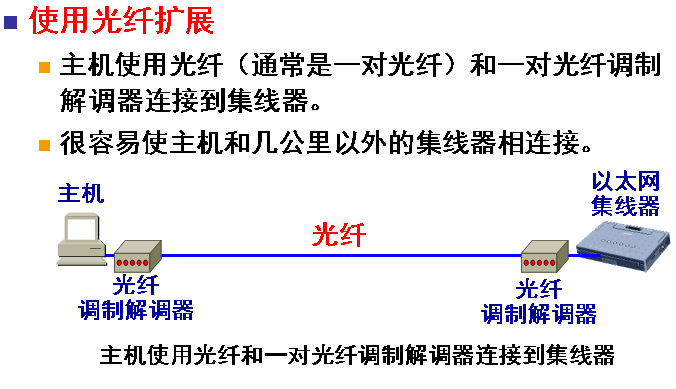 使用光纤扩展
主机使用光纤（通常是一对光纤）和一对光纤调制
解调器连接到集线器。
很容易使主机和几公里以外的集线器相连接。
主机
以太网
集线器
光纤
光纤
调制解调器
光纤
调制解调器
主机使用光纤和一对光纤调制解调器连接到集线器